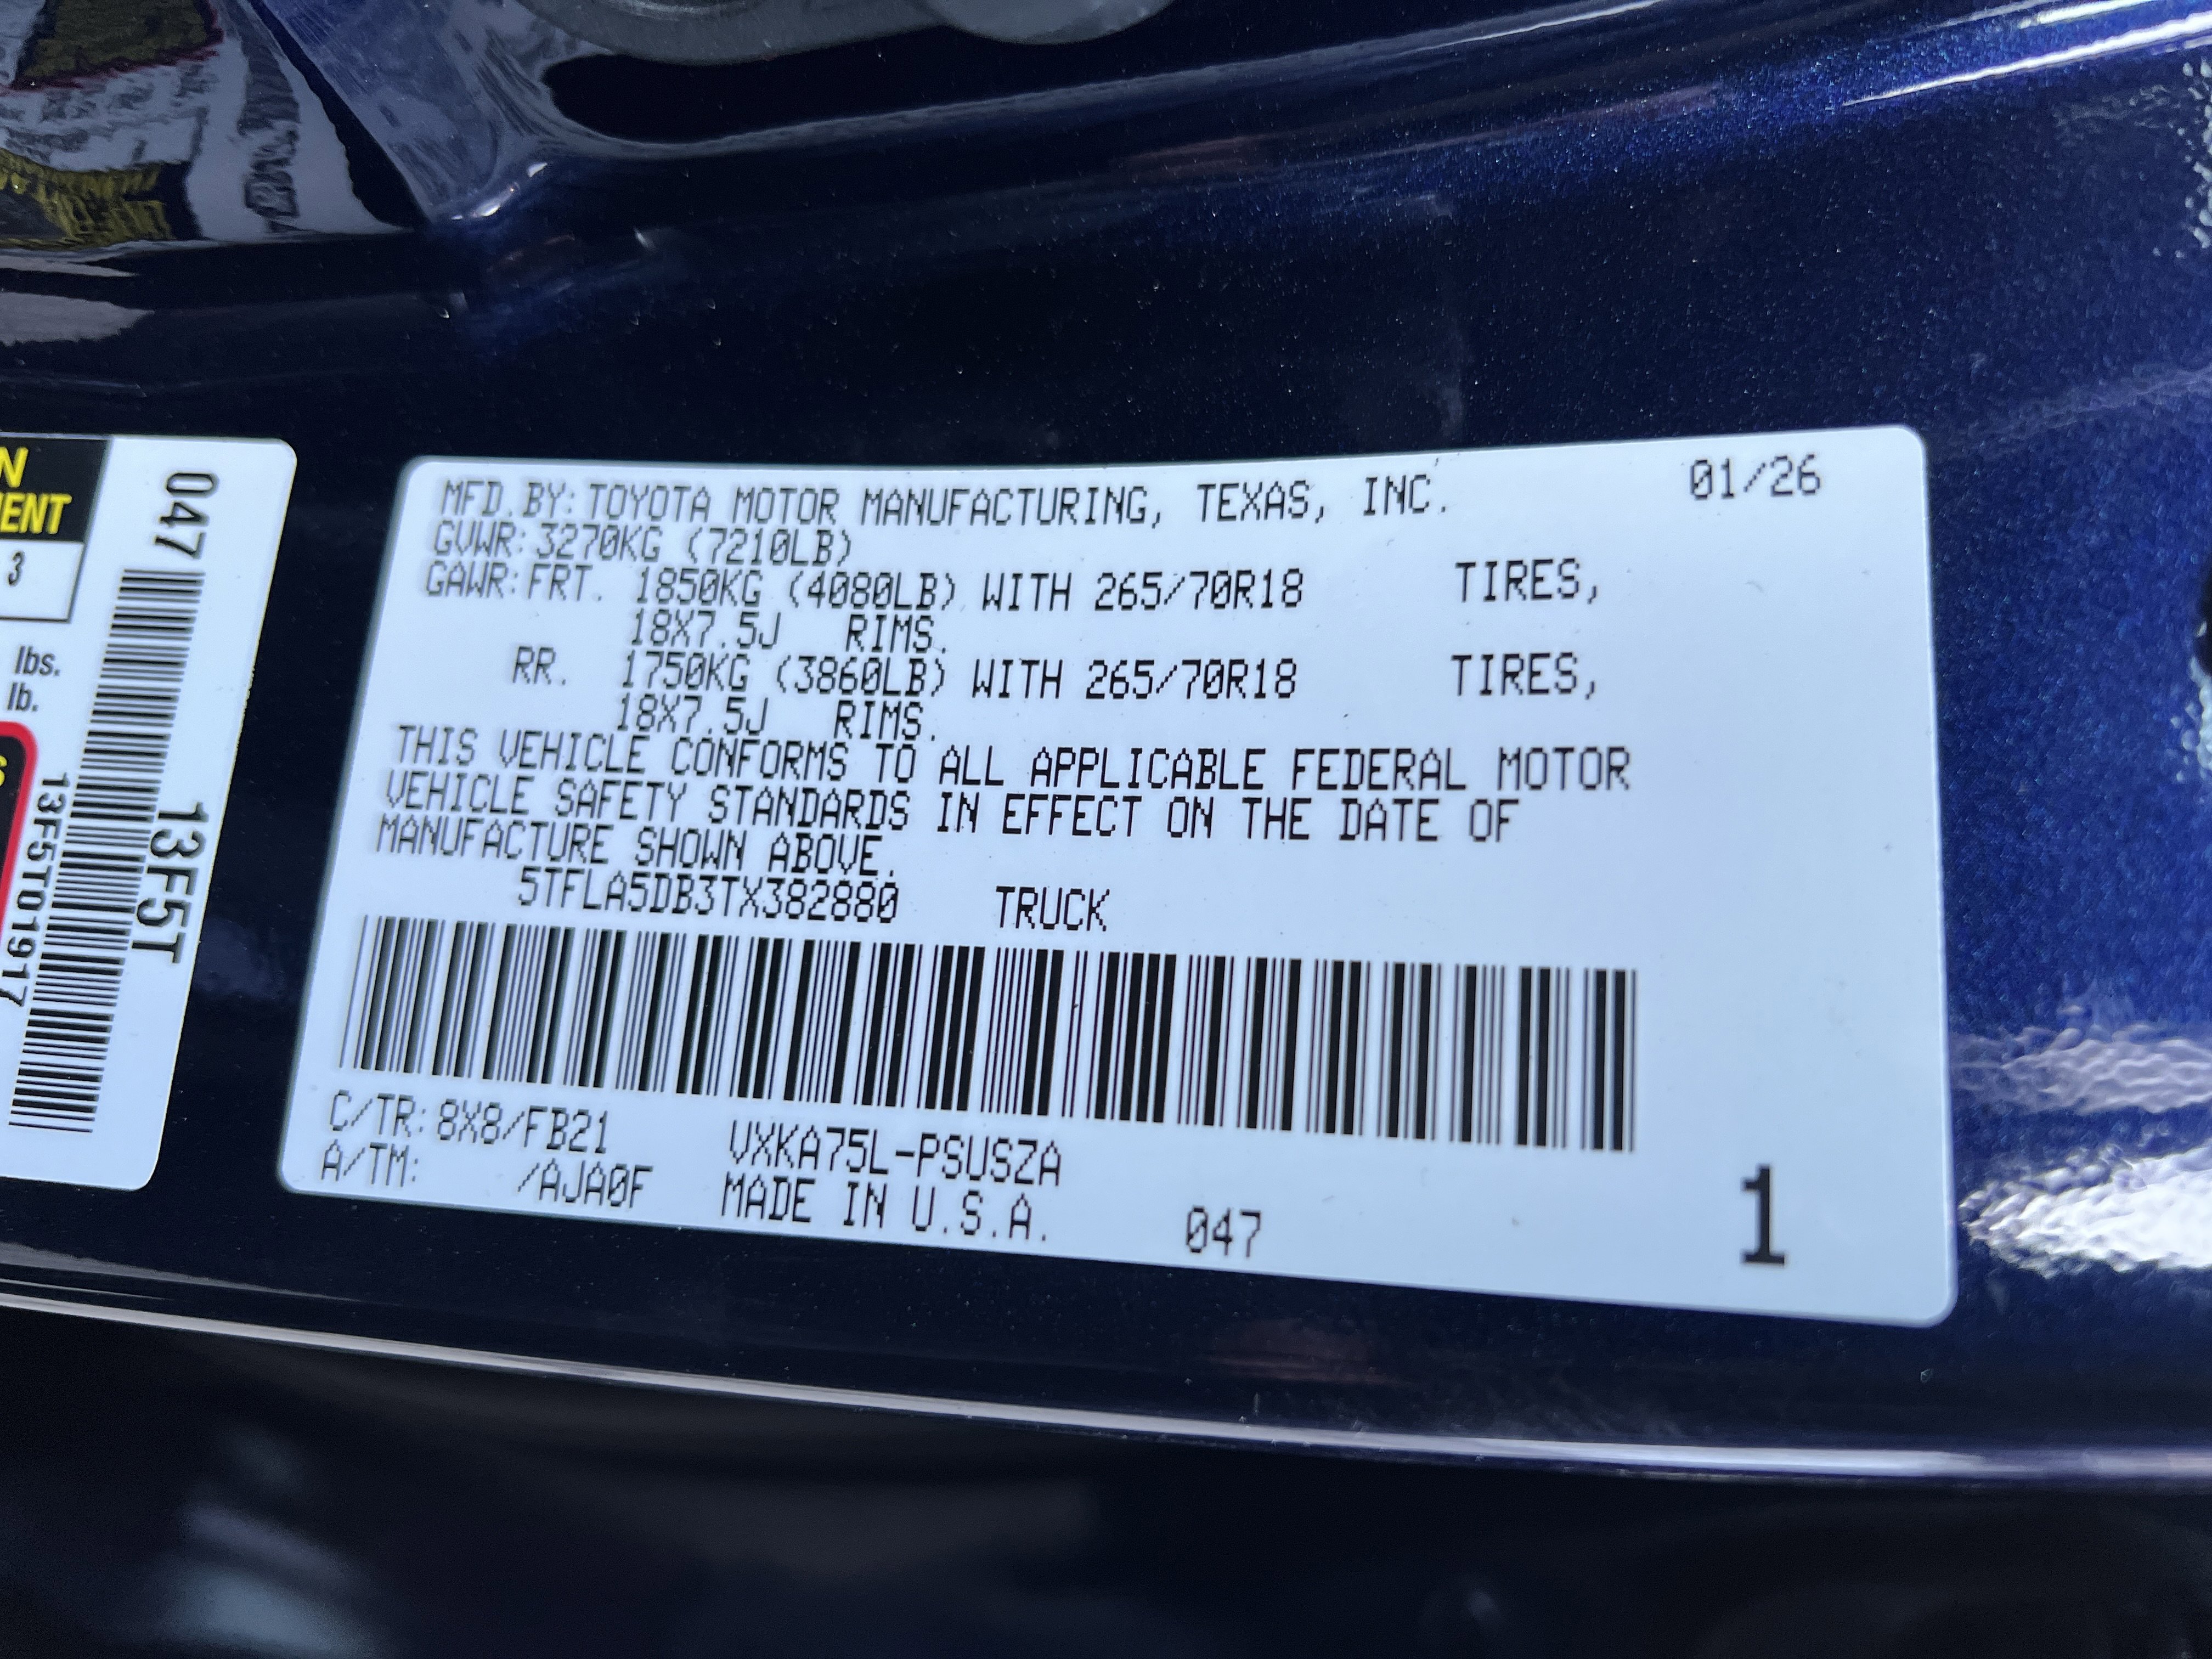 MFD.BY:TOYOTA MOTOR MANUFACTURING, TEXAS, INC. 01/26
GVWR:3270KG (7210LB)
GAWR:FRT. 1850KG (4080LB) WITH 265/70R18 TIRES,
18X7.5J RIMS.
RR. 1750KG (3860LB) WITH 265/70R18 TIRES,
18X7.5J RIMS.
THIS VEHICLE CONFORMS TO ALL APPLICABLE FEDERAL MOTOR
VEHICLE SAFETY STANDARDS IN EFFECT ON THE DATE OF
MANUFACTURE SHOWN ABOVE.
5TFLA5DB3TX382880 TRUCK
C/TR:8X8/FB21 VXKA75L-PSUSZA
A/TM: /AJA0F MADE IN U.S.A. 047 1
047
13F5T
13F5T01917
3
lbs.
lb.